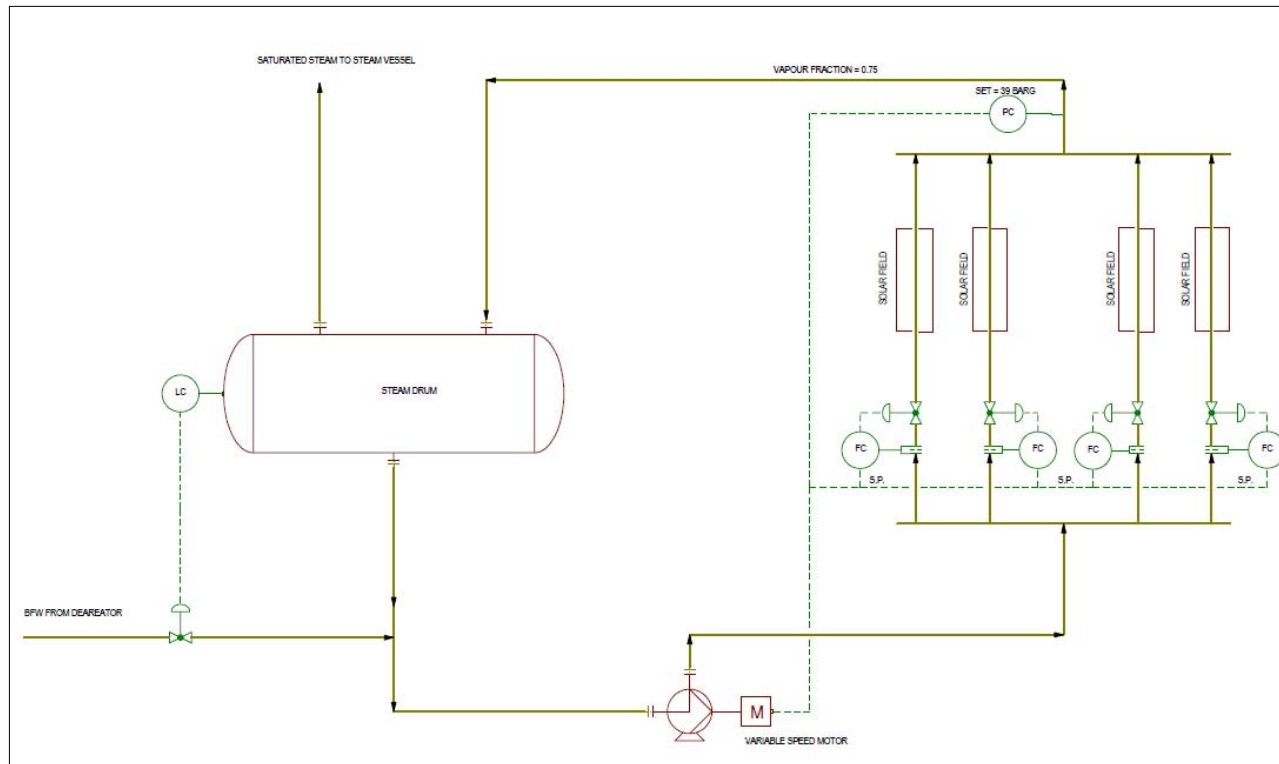 SATURATED STEAM TO STEAM VESSEL
VAPOUR FRACTION = 0.75
SET = 39 BARG
PC
SOLAR FIELD
SOLAR FIELD
SOLAR FIELD
SOLAR FIELD
LC
STEAM DRUM
FC
FC
FC
FC
S.P.
S.P.
S.P.
BFW FROM DEAREATOR
M
VARIABLE SPEED MOTOR